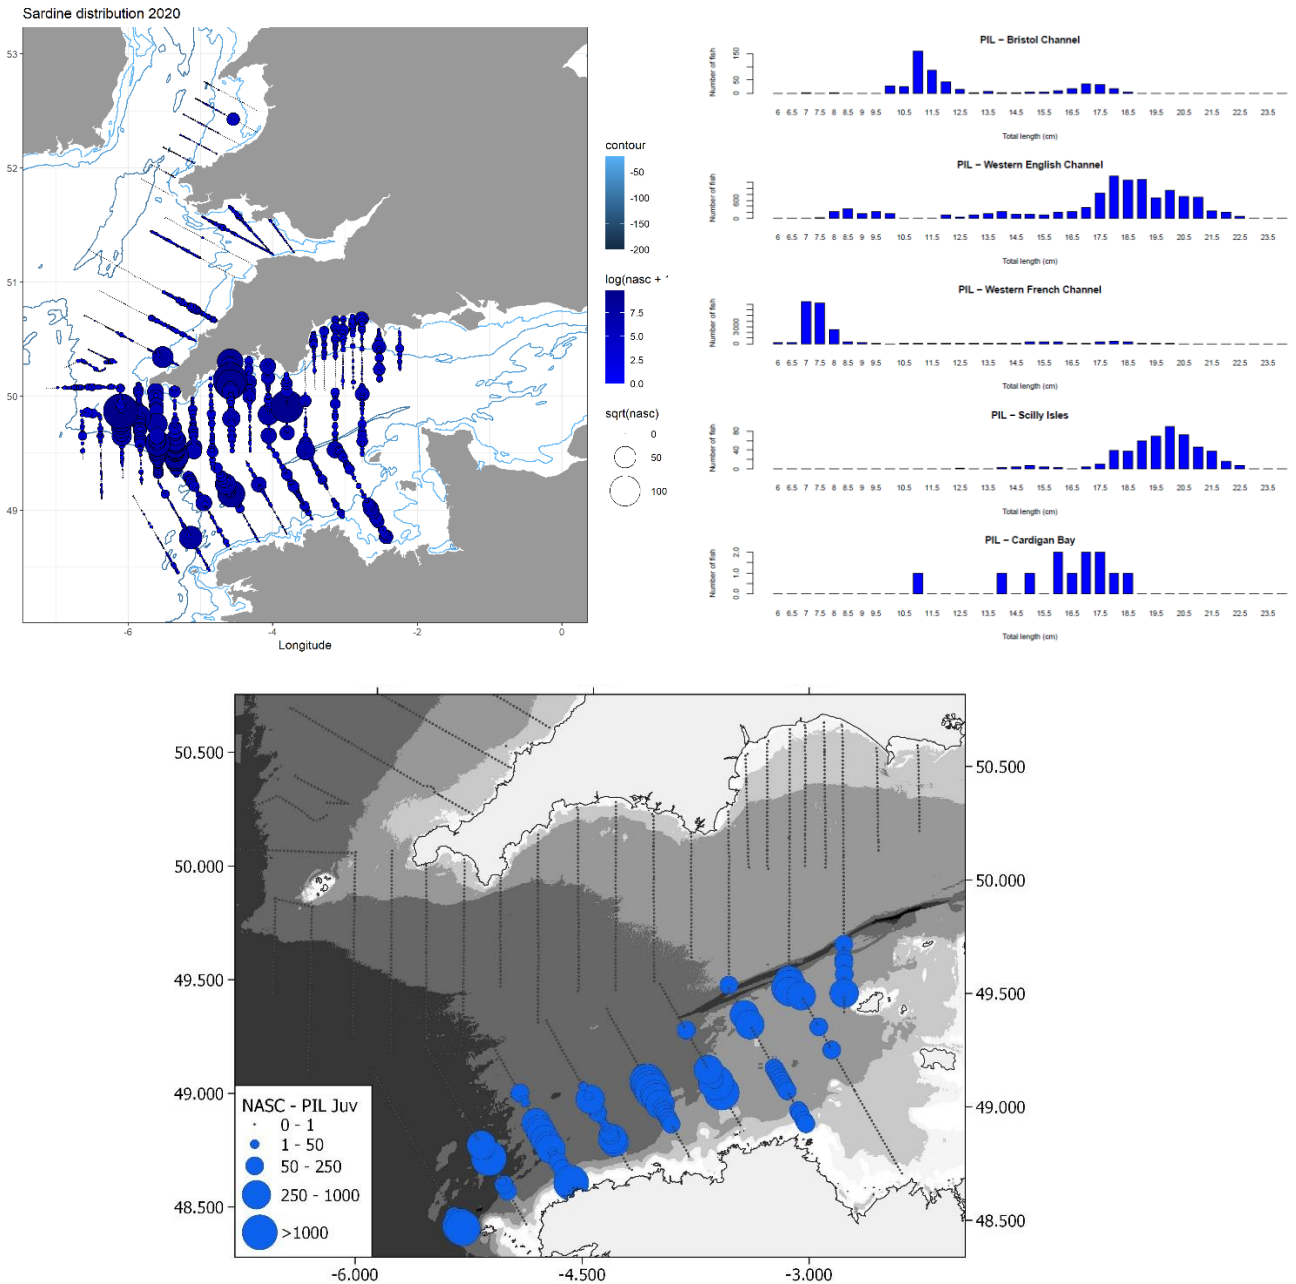 Sardine distribution 2020
53
52
51
50
49
-6
-4
-2
0
Longitude
contour
-50
-100
-150
-200
log(nasc +
7.5
5.0
2.5
0.0
sqrt(nasc)
0
50
100
PIL – Bristol Channel
Number of fish
0 50 150
6 6.5 7 7.5 8 8.5 9 9.5 10.5 11.5 12.5 13.5 14.5 15.5 16.5 17.5 18.5 19.5 20.5 21.5 22.5 23.5
Total length (cm)
PIL – Western English Channel
Number of fish
0 600
6 6.5 7 7.5 8 8.5 9 9.5 10.5 11.5 12.5 13.5 14.5 15.5 16.5 17.5 18.5 19.5 20.5 21.5 22.5 23.5
Total length (cm)
PIL – Western French Channel
Number of fish
0 3000
6 6.5 7 7.5 8 8.5 9 9.5 10.5 11.5 12.5 13.5 14.5 15.5 16.5 17.5 18.5 19.5 20.5 21.5 22.5 23.5
Total length (cm)
PIL – Scilly Isles
Number of fish
0 40 80
6 6.5 7 7.5 8 8.5 9 9.5 10.5 11.5 12.5 13.5 14.5 15.5 16.5 17.5 18.5 19.5 20.5 21.5 22.5 23.5
Total length (cm)
PIL – Cardigan Bay
Number of fish
0.0 1.0 2.0
6 6.5 7 7.5 8 8.5 9 9.5 10.5 11.5 12.5 13.5 14.5 15.5 16.5 17.5 18.5 19.5 20.5 21.5 22.5 23.5
Total length (cm)
50.500
50.000
49.500
49.000
48.500
50.500
50.000
49.500
49.000
48.500
NASC - PIL Juv
0 - 1
1 - 50
50 - 250
250 - 1000
>1000
-6.000
-4.500
-3.000